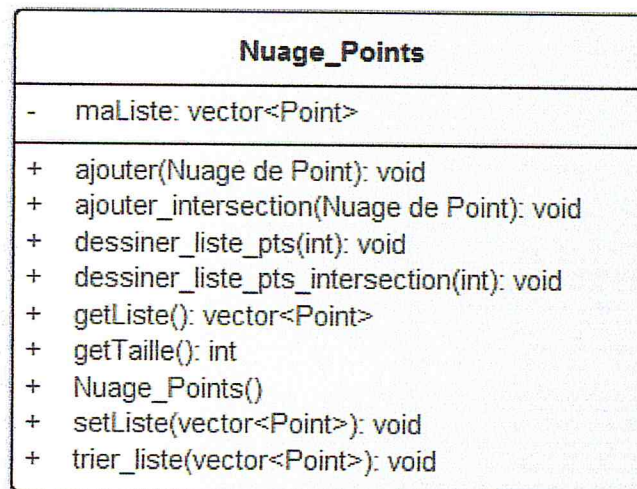 Nuage_Points
- maListe: vector<Point>
+ ajouter(Nuage de Point): void
+ ajouter_intersection(Nuage de Point): void
+ dessiner_liste_pts(int): void
+ dessiner_liste_pts_intersection(int): void
+ getListe(): vector<Point>
+ getTaille(): int
+ Nuage_Points()
+ setListe(vector<Point>): void
+ trier_liste(vector<Point>): void